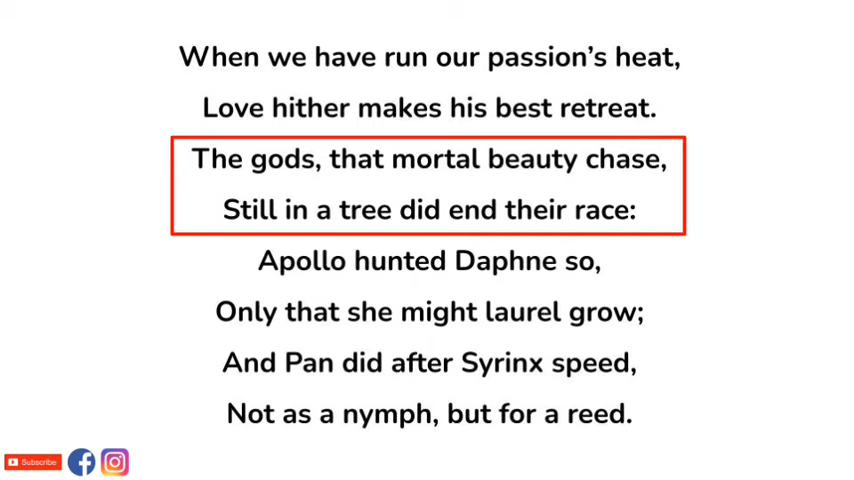 When we have run our passion’s heat,
Love hither makes his best retreat.
The gods, that mortal beauty chase,
Still in a tree did end their race:
Apollo hunted Daphne so,
Only that she might laurel grow;
And Pan did after Syrinx speed,
Not as a nymph, but for a reed.
Subscribe